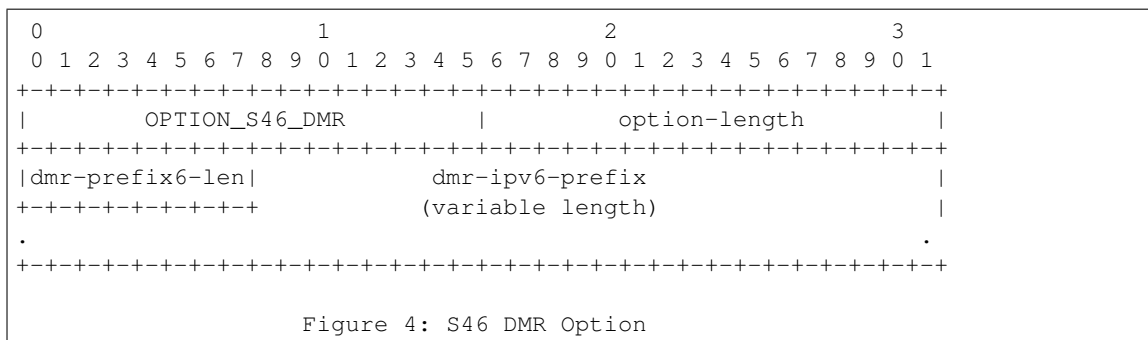 0                   1                   2                   3
0 1 2 3 4 5 6 7 8 9 0 1 2 3 4 5 6 7 8 9 0 1 2 3 4 5 6 7 8 9 0 1
+-+-+-+-+-+-+-+-+-+-+-+-+-+-+-+-+-+-+-+-+-+-+-+-+-+-+-+-+-+-+-+-+
|        OPTION_S46_DMR         |         option-length         |
+-+-+-+-+-+-+-+-+-+-+-+-+-+-+-+-+-+-+-+-+-+-+-+-+-+-+-+-+-+-+-+-+
|dmr-prefix6-len|            dmr-ipv6-prefix                    |
+-+-+-+-+-+-+-+-+           (variable length)                   |
.                                                              .
+-+-+-+-+-+-+-+-+-+-+-+-+-+-+-+-+-+-+-+-+-+-+-+-+-+-+-+-+-+-+-+-+
Figure 4: S46 DMR Option